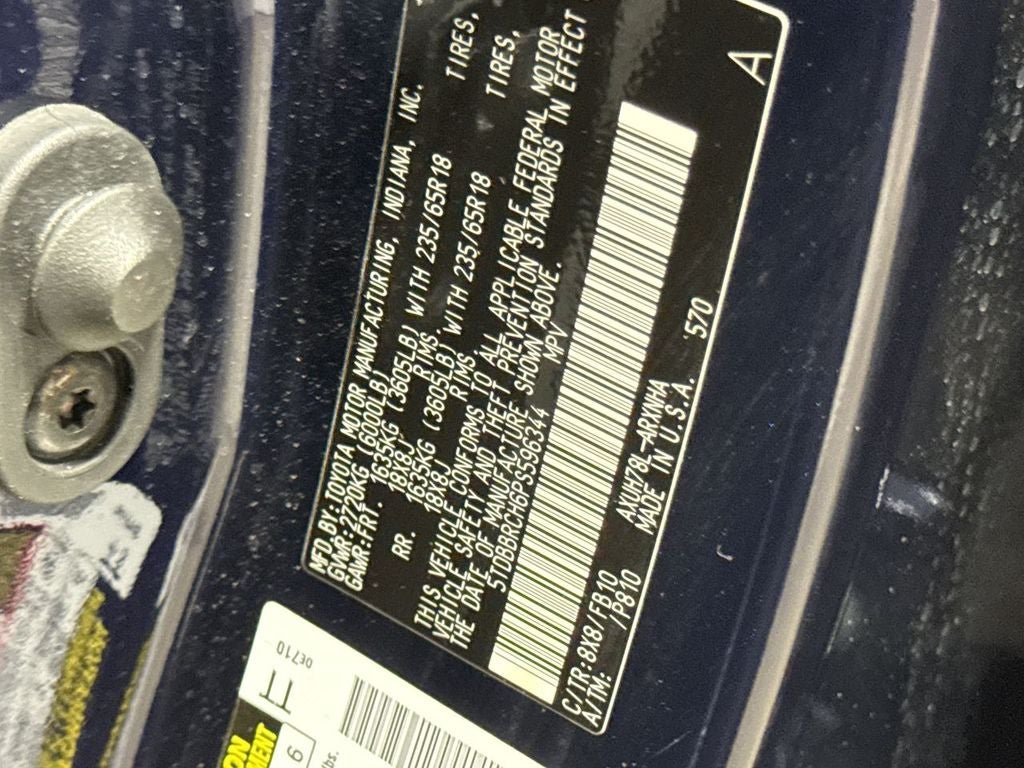 MFD BY: TOYOTA MOTOR MANUFACTURING, INDIANA, INC.
GVWR: 2720KG (6000LB)
GAWR: FRT. 1635KG (3605LB) WITH 235/65R18 TIRES,
18X8J RIMS,
RR. 1635KG (3605LB) WITH 235/65R18 TIRES,
18X8J RIMS.
THIS VEHICLE CONFORMS TO ALL APPLICABLE FEDERAL MOTOR
VEHICLE SAFETY AND THEFT PREVENTION STANDARDS IN EFFECT
THE DATE OF MANUFACTURE SHOWN ABOVE.
5TDBBRCH6PS596344 MPV
C/TR: 8X8/FB10 AXUH78L-ARXNHA 570
A/TM: /P810 MADE IN U.S.A.
A
0E710
6
lbs.